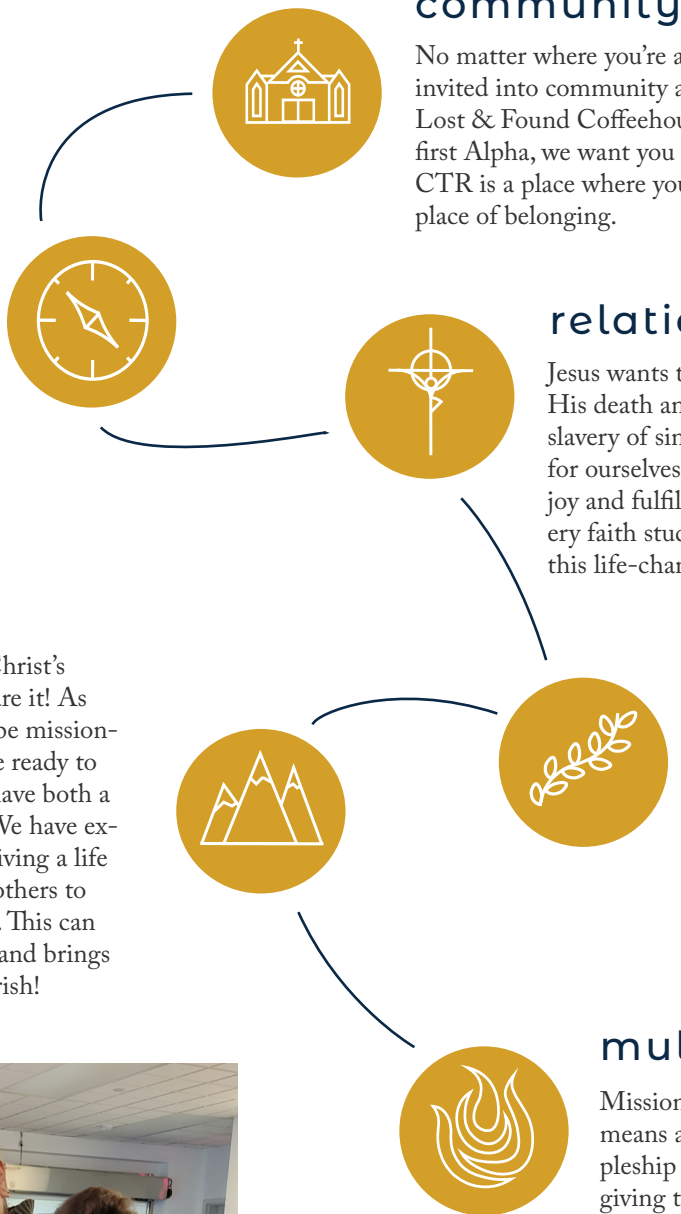 community
No matter where you’re a
invited into community a
Lost & Found Coffeehou
first Alpha, we want you
CTR is a place where you
place of belonging.
relatio
Jesus wants t
His death an
slavery of sin
for ourselves
joy and fulfil
ery faith stud
this life-chan
Christ’s
are it! As
be mission-
e ready to
have both a
We have ex-
iving a life
others to
. This can
and brings
rish!
mul
Mission
means a
pleship
giving t